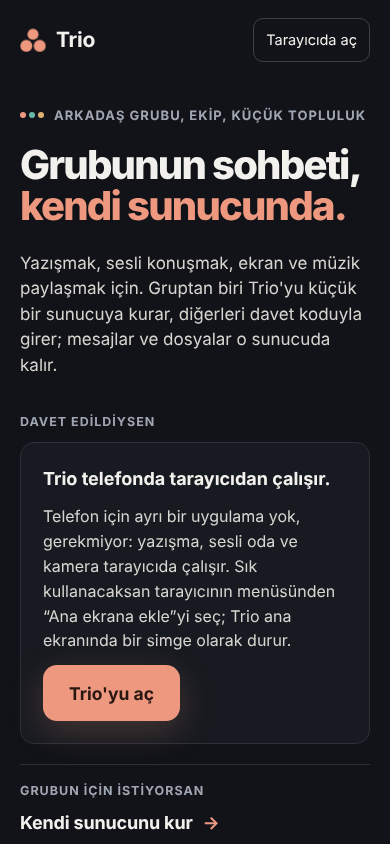 Trio
Tarayıcıda aç
ARKADAŞ GRUBU, EKİP, KÜÇÜK TOPLULUK
Grubunun sohbeti,
kendi sunucunda.
Yazışmak, sesli konuşmak, ekran ve müzik
paylaşmak için. Gruptan biri Trio'yu küçük
bir sunucuya kurar, diğerleri davet koduyla
girer; mesajlar ve dosyalar o sunucuda
kalır.
DAVET EDİLDİYSEN
Trio telefonda tarayıcıdan çalışır.
Telefon için ayrı bir uygulama yok,
gerekmiyor: yazışma, sesli oda ve
kamera tarayıcıda çalışır. Sık
kullanacaksan tarayıcının menüsünden
“Ana ekrana ekle”yi seç; Trio ana
ekranında bir simge olarak durur.
Trio'yu aç
GRUBUN İÇİN İSTİYORSAN
Kendi sunucunu kur →